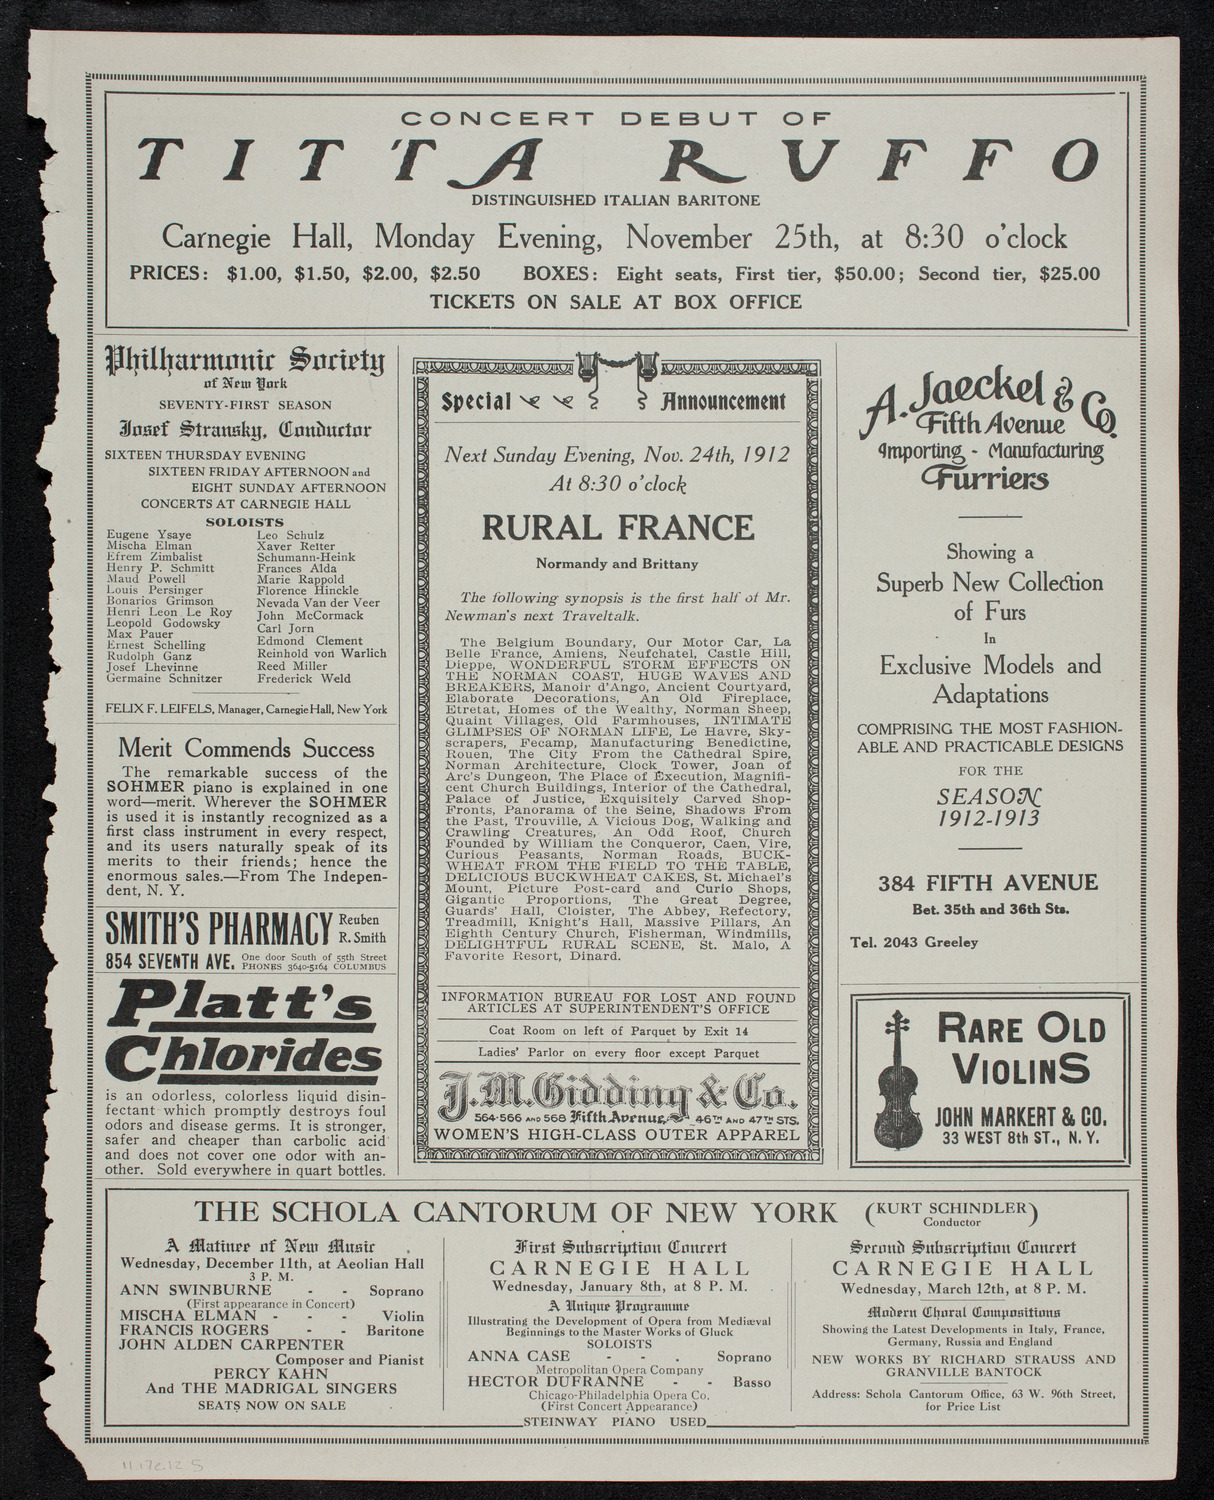 CONCERT DEBUT OF
TITTA RUFFO
DISTINGUISHED ITALIAN BARITONE
Carnegie Hall, Monday Evening, November 25th, at 8:30 o'clock
PRICES: $1.00, $1.50, $2.00, $2.50 BOXES: Eight seats, First tier, $50.00; Second tier, $25.00
TICKETS ON SALE AT BOX OFFICE
Philharmonic Society
of New York
SEVENTY-FIRST SEASON
Josef Stransky, Conductor
SIXTEEN THURSDAY EVENING
SIXTEEN FRIDAY AFTERNOON and
EIGHT SUNDAY AFTERNOON
CONCERTS AT CARNEGIE HALL
SOLOISTS
Eugene Ysaye
Mischa Elman
Efrem Zimbalist
Henry P. Schmitt
Maud Powell
Louis Persinger
Bonarios Grimson
Henri Leon Le Roy
Leopold Godowsky
Max Pauer
Ernest Schelling
Rudolph Ganz
Josef Lhevinne
Germaine Schnitzer
Leo Schulz
Xaver Reiter
Schumann-Heink
Frances Alda
Marie Rappold
Florence Hinckle
Nevada Van der Veer
John McCormack
Carl Jorn
Edmond Clement
Reinhold von Warlich
Reed Miller
Frederick Weld
FELIX F. LEIFELS, Manager, Carnegie Hall, New York
Merit Commends Success
The remarkable success of the
SOHMER piano is explained in one
word—merit. Wherever the SOHMER
is used it is instantly recognized as a
first class instrument in every respect,
and its users naturally speak of its
merits to their friends; hence the
enormous sales.—From The Indepen-
dent, N. Y.
SMITH'S PHARMACY Reuben
R. Smith
854 SEVENTH AVE. One door South of 55th Street
PHONES 3640-5164 COLUMBUS
Platt's
Chlorides
is an odorless, colorless liquid disin-
fectant which promptly destroys foul
odors and disease germs. It is stronger,
safer and cheaper than carbolic acid
and does not cover one odor with an-
other. Sold everywhere in quart bottles.
Special Announcement
Next Sunday Evening, Nov. 24th, 1912
At 8:30 o'clock
RURAL FRANCE
Normandy and Brittany
The following synopsis is the first half of Mr.
Newman's next Traveltalk.
The Belgium Boundary, Our Motor Car, La
Belle France, Amiens, Neufchatel, Castle Hill,
Dieppe, WONDERFUL STORM EFFECTS ON
THE NORMAN COAST, HUGE WAVES AND
BREAKERS, Manoir d'Ango, Ancient Courtyard,
Elaborate Decorations, An Old Fireplace,
Etretat, Homes of the Wealthy, Norman Sheep,
Quaint Villages, Old Farmhouses, INTIMATE
GLIMPSES OF NORMAN LIFE, Le Havre, Sky-
scrapers, Fecamp, Manufacturing Benedictine,
Rouen, The City From the Cathedral Spire,
Norman Architecture, Clock Tower, Joan of
Arc's Dungeon, The Place of Execution, Magnifi-
cent Church Buildings, Interior of the Cathedral,
Palace of Justice, Exquisitely Carved Shop-
Fronts, Panorama of the Seine, Shadows From
the Past, Trouville, A Vicious Dog, Walking and
Crawling Creatures, An Odd Roof, Church
Founded by William the Conqueror, Caen, Vire,
Curious Peasants, Norman Roads, BUCK-
WHEAT FROM THE FIELD TO THE TABLE,
DELICIOUS BUCKWHEAT CAKES, St. Michael's
Mount, Picture Post-card and Curio Shops,
Gigantic Proportions, The Great Degree,
Guards' Hall, Cloister, The Abbey, Refectory,
Treadmill, Knight's Hall, Massive Pillars, An
Eighth Century Church, Fisherman, Windmills,
DELIGHTFUL RURAL SCENE, St. Malo, A
Favorite Resort, Dinard.
INFORMATION BUREAU FOR LOST AND FOUND
ARTICLES AT SUPERINTENDENT'S OFFICE
Coat Room on left of Parquet by Exit 14
Ladies' Parlor on every floor except Parquet
J.M. Gidding & Co.
564-566 AND 568 Fifth Avenue, 46TH AND 47TH STS.
WOMEN'S HIGH-CLASS OUTER APPAREL
A. Jaeckel & Co.
Fifth Avenue
Importing - Manufacturing
Furriers
Showing a
Superb New Collection
of Furs
In
Exclusive Models and
Adaptations
COMPRISING THE MOST FASHION-
ABLE AND PRACTICABLE DESIGNS
FOR THE
SEASON
1912-1913
384 FIFTH AVENUE
Bet. 35th and 36th Sts.
Tel. 2043 Greeley
RARE OLD
VIOLINS
JOHN MARKERT & CO.
33 WEST 8th ST., N. Y.
THE SCHOLA CANTORUM OF NEW YORK (KURT SCHINDLER)
Conductor
A Matinee of New Music
Wednesday, December 11th, at Aeolian Hall
3 P. M.
ANN SWINBURNE - - Soprano
(First appearance in Concert)
MISCHA ELMAN - - - Violin
FRANCIS ROGERS - - Baritone
JOHN ALDEN CARPENTER
Composer and Pianist
PERCY KAHN
And THE MADRIGAL SINGERS
SEATS NOW ON SALE
First Subscription Concert
CARNEGIE HALL
Wednesday, January 8th, at 8 P. M.
A Unique Programme
Illustrating the Development of Opera from Mediæval
Beginnings to the Master Works of Gluck
SOLOISTS
ANNA CASE - - - Soprano
Metropolitan Opera Company
HECTOR DUFRANNE - - Basso
Chicago-Philadelphia Opera Co.
(First Concert Appearance)
STEINWAY PIANO USED
Second Subscription Concert
CARNEGIE HALL
Wednesday, March 12th, at 8 P. M.
Modern Choral Compositions
Showing the Latest Developments in Italy, France,
Germany, Russia and England
NEW WORKS BY RICHARD STRAUSS AND
GRANVILLE BANTOCK
Address: Schola Cantorum Office, 63 W. 96th Street,
for Price List